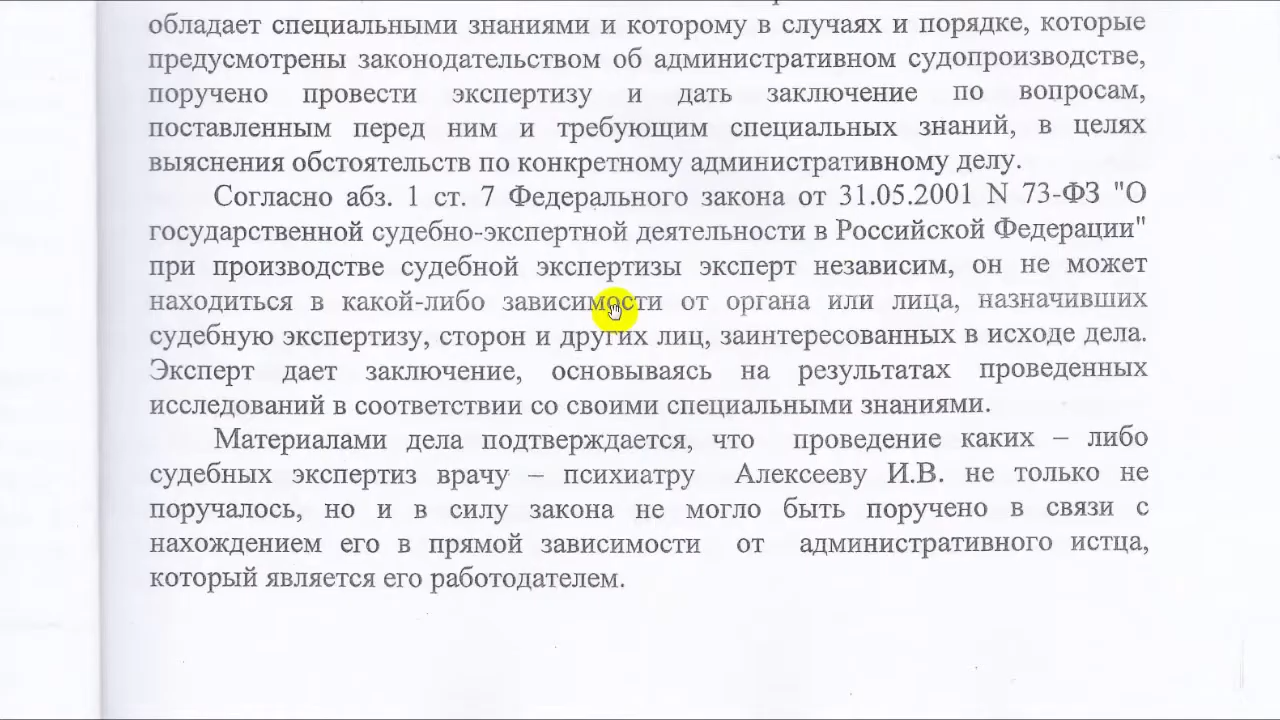 обладает специальными знаниями и которому в случаях и порядке, которые
предусмотрены законодательством об административном судопроизводстве,
поручено провести экспертизу и дать заключение по вопросам,
поставленным перед ним и требующим специальных знаний, в целях
выяснения обстоятельств по конкретному административному делу.
Согласно абз. 1 ст. 7 Федерального закона от 31.05.2001 N 73-ФЗ "О
государственной судебно-экспертной деятельности в Российской Федерации"
при производстве судебной экспертизы эксперт независим, он не может
находиться в какой-либо зависимости от органа или лица, назначивших
судебную экспертизу, сторон и других лиц, заинтересованных в исходе дела.
Эксперт дает заключение, основываясь на результатах проведенных
исследований в соответствии со своими специальными знаниями.
Материалами дела подтверждается, что проведение каких – либо
судебных экспертиз врачу – психиатру Алексееву И.В. не только не
поручалось, но и в силу закона не могло быть поручено в связи с
нахождением его в прямой зависимости от административного истца,
который является его работодателем.